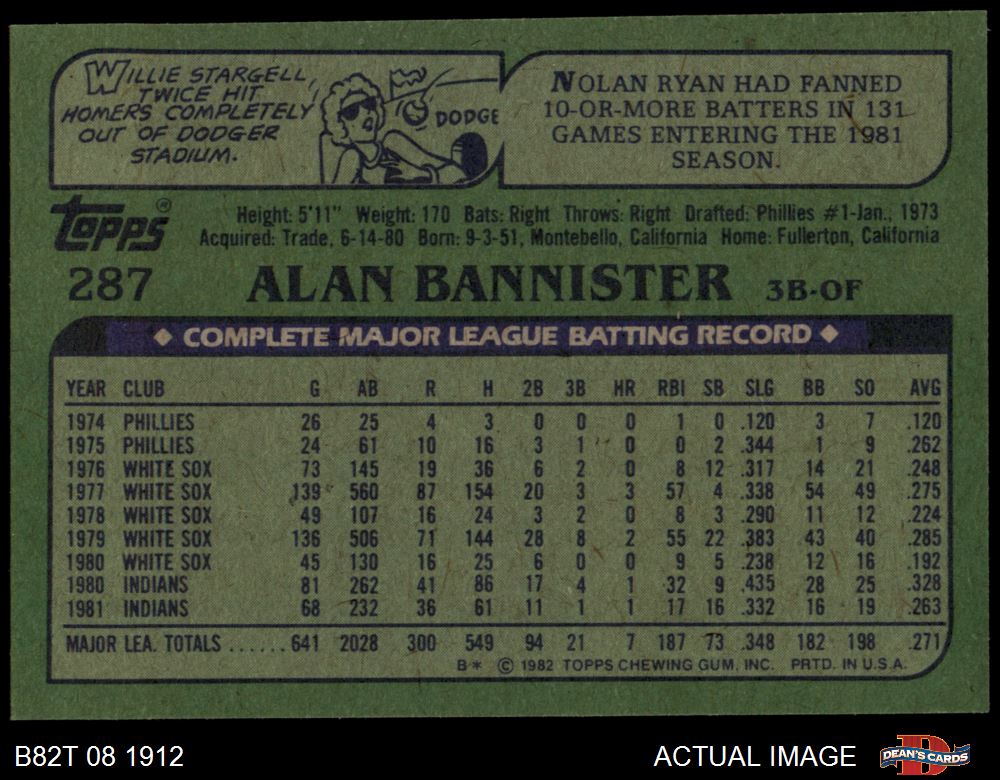 WILLIE STARGELL,
TWICE HIT
HOMERS COMPLETELY
OUT OF DODGER
STADIUM.
DODGE
NOLAN RYAN HAD FANNED
10-OR-MORE BATTERS IN 131
GAMES ENTERING THE 1981
SEASON.
topps®
Height: 5'11" Weight: 170 Bats: Right Throws: Right Drafted: Phillies #1-Jan., 1973
Acquired: Trade, 6-14-80 Born: 9-3-51, Montebello, California Home: Fullerton, California
287 ALAN BANNISTER 3B-OF
◆ COMPLETE MAJOR LEAGUE BATTING RECORD ◆
YEAR CLUB G AB R H 2B 3B HR RBI SB SLG BB SO AVG
1974 PHILLIES 26 25 4 3 0 0 0 1 0 .120 3 7 .120
1975 PHILLIES 24 61 10 16 3 1 0 0 2 .344 1 9 .262
1976 WHITE SOX 73 145 19 36 6 2 0 8 12 .317 14 21 .248
1977 WHITE SOX 139 560 87 154 20 3 3 57 4 .338 54 49 .275
1978 WHITE SOX 49 107 16 24 3 2 0 8 3 .290 11 12 .224
1979 WHITE SOX 136 506 71 144 28 8 2 55 22 .383 43 40 .285
1980 WHITE SOX 45 130 16 25 6 0 0 9 5 .238 12 16 .192
1980 INDIANS 81 262 41 86 17 4 1 32 9 .435 28 25 .328
1981 INDIANS 68 232 36 61 11 1 1 17 16 .332 16 19 .263
MAJOR LEA. TOTALS ...... 641 2028 300 549 94 21 7 187 73 .348 182 198 .271
B* © 1982 TOPPS CHEWING GUM, INC. PRTD. IN U.S.A.
B82T 08 1912
ACTUAL IMAGE
DEAN'S CARDS